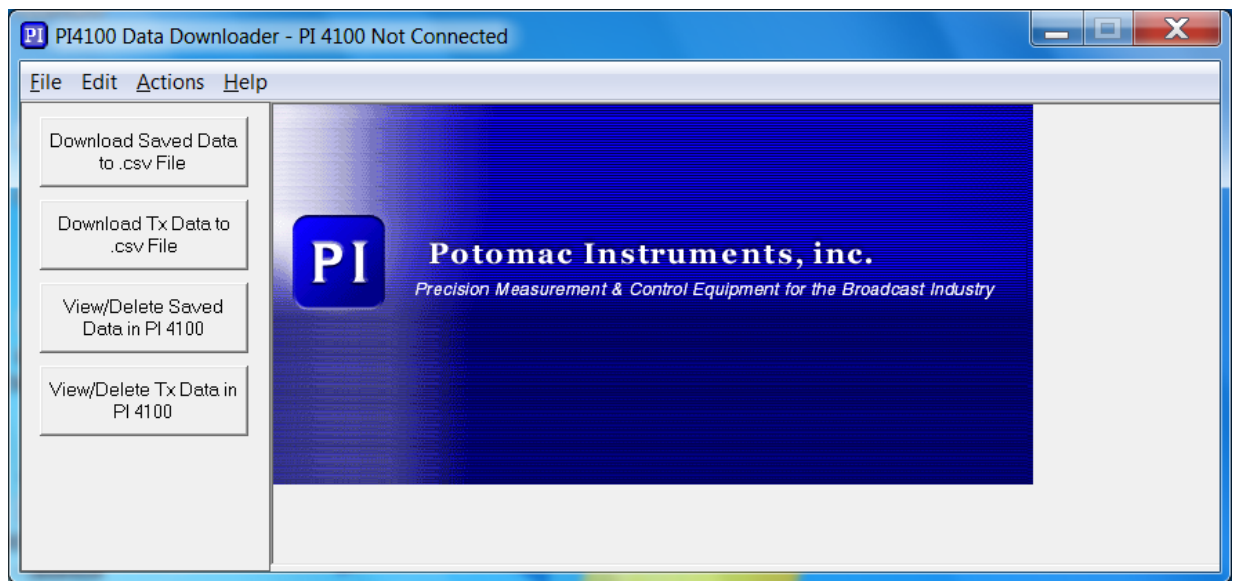 PI PI4100 Data Downloader - PI 4100 Not Connected
File Edit Actions Help
Download Saved Data
to .csv File
Download Tx Data to
.csv File
View/Delete Saved
Data in PI 4100
View/Delete Tx Data in
PI 4100
PI
Potomac Instruments, inc.
Precision Measurement & Control Equipment for the Broadcast Industry